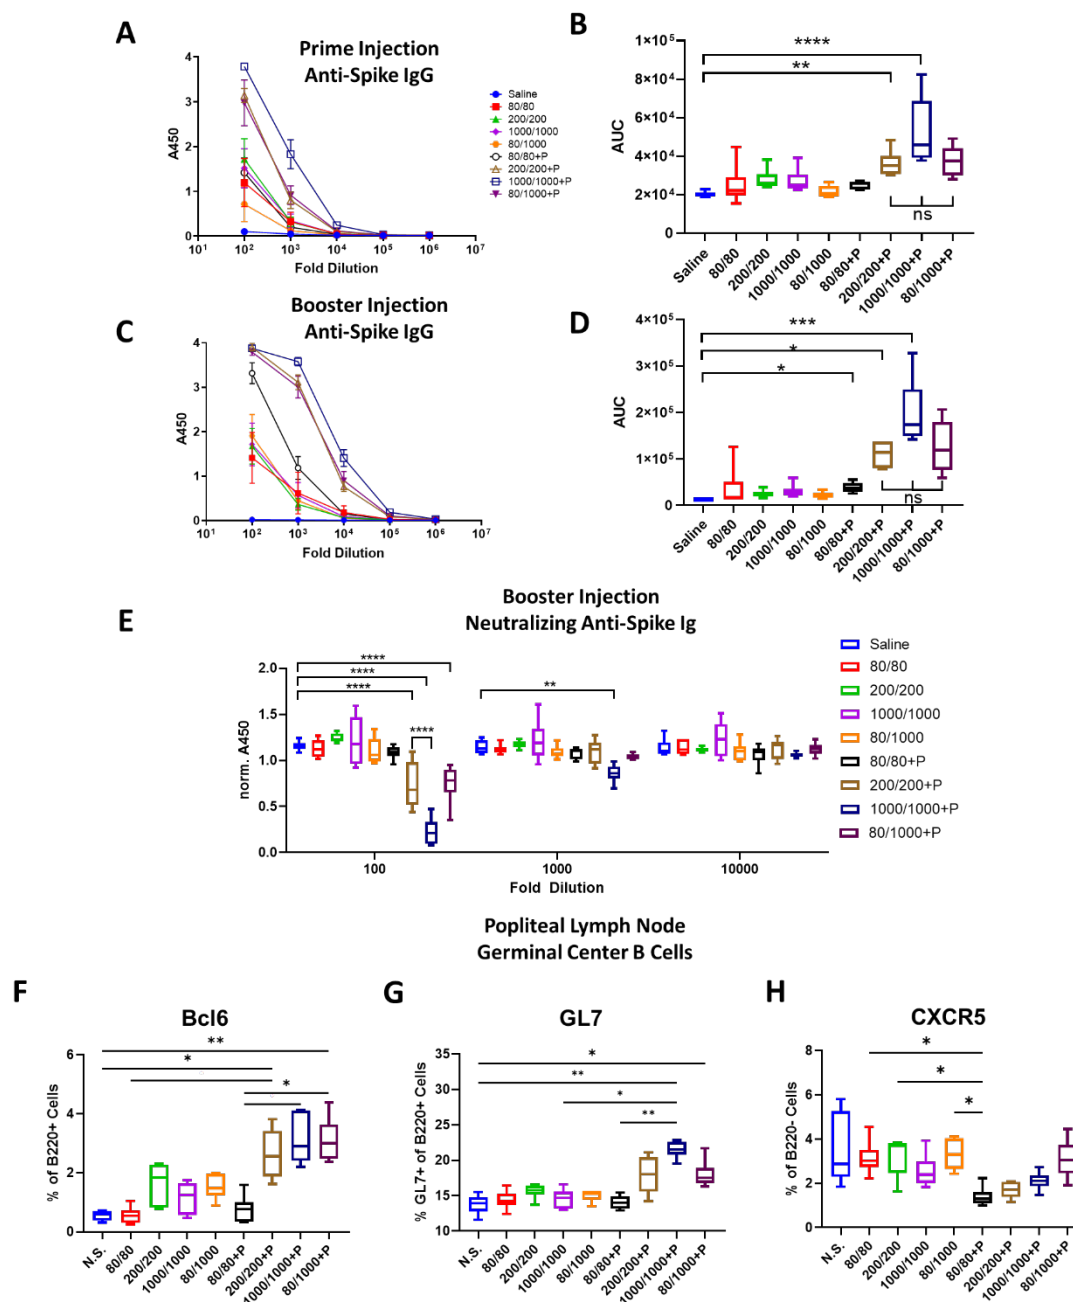 A
Prime Injection
Anti-Spike IgG
4
3
2
1
0
A450
10¹ 10² 10³ 10⁴ 10⁵ 10⁶ 10⁷
Fold Dilution
Saline
80/80
200/200
1000/1000
80/1000
80/80+P
200/200+P
1000/1000+P
80/1000+P
B
1×10⁵
8×10⁴
6×10⁴
4×10⁴
2×10⁴
0
AUC
****
**
ns
Saline 80/80 200/200 1000/1000 80/1000 80/80+P 200/200+P 1000/1000+P 80/1000+P
Booster Injection
Anti-Spike IgG
C
4
3
2
1
0
A450
10¹ 10² 10³ 10⁴ 10⁵ 10⁶ 10⁷
Fold Dilution
D
4×10⁵
3×10⁵
2×10⁵
1×10⁵
0
AUC
***
*
*
ns
Saline 80/80 200/200 1000/1000 80/1000 80/80+P 200/200+P 1000/1000+P 80/1000+P
Booster Injection
Neutralizing Anti-Spike Ig
E
2.0
1.5
1.0
0.5
0.0
norm. A450
****
****
****
****
**
100 1000 10000
Fold Dilution
Saline
80/80
200/200
1000/1000
80/1000
80/80+P
200/200+P
1000/1000+P
80/1000+P
Popliteal Lymph Node
Germinal Center B Cells
F
Bcl6
6
4
2
0
% of B220+ Cells
**
*
*
N.S. 80/80 200/200 1000/1000 80/1000 80/80+P 200/200+P 1000/1000+P 80/1000+P
G
GL7
35
30
25
20
15
10
% GL7+ of B220+ Cells
*
**
*
**
N.S. 80/80 200/200 1000/1000 80/1000 80/80+P 200/200+P 1000/1000+P 80/1000+P
H
CXCR5
8
6
4
2
0
% of B220- Cells
*
*
*
N.S. 80/80 200/200 1000/1000 80/1000 80/80+P 200/200+P 1000/1000+P 80/1000+P